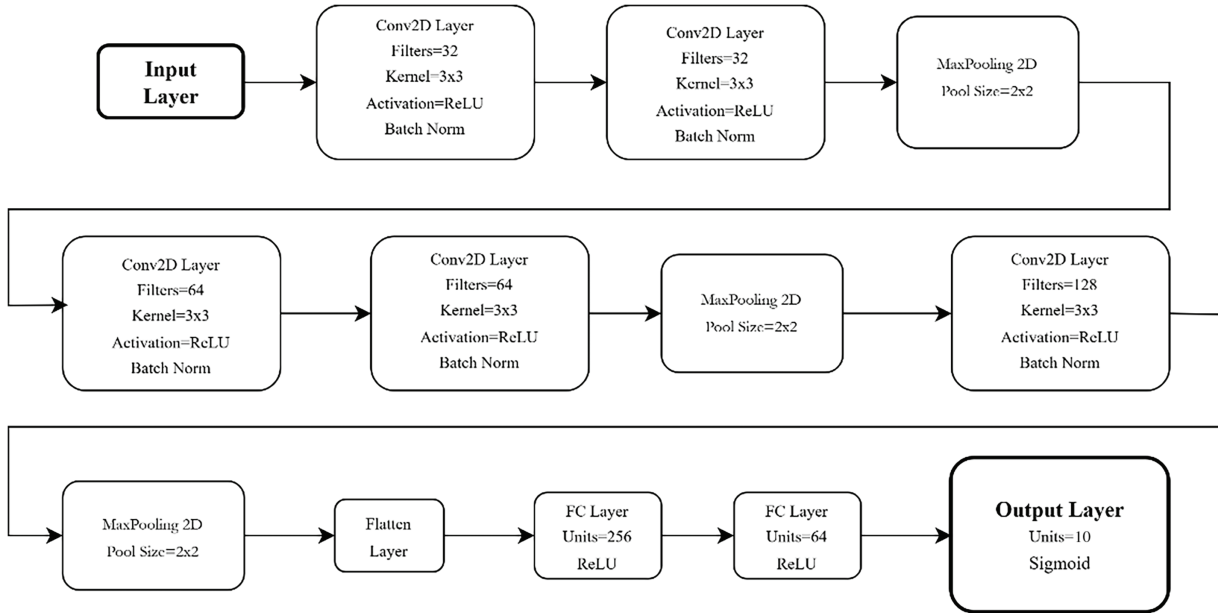 Input
Layer
Conv2D Layer
Filters=32
Kernel=3x3
Activation=ReLU
Batch Norm
Conv2D Layer
Filters=32
Kernel=3x3
Activation=ReLU
Batch Norm
MaxPooling 2D
Pool Size=2x2
Conv2D Layer
Filters=64
Kernel=3x3
Activation=ReLU
Batch Norm
Conv2D Layer
Filters=64
Kernel=3x3
Activation=ReLU
Batch Norm
MaxPooling 2D
Pool Size=2x2
Conv2D Layer
Filters=128
Kernel=3x3
Activation=ReLU
Batch Norm
MaxPooling 2D
Pool Size=2x2
Flatten
Layer
FC Layer
Units=256
ReLU
FC Layer
Units=64
ReLU
Output Layer
Units=10
Sigmoid